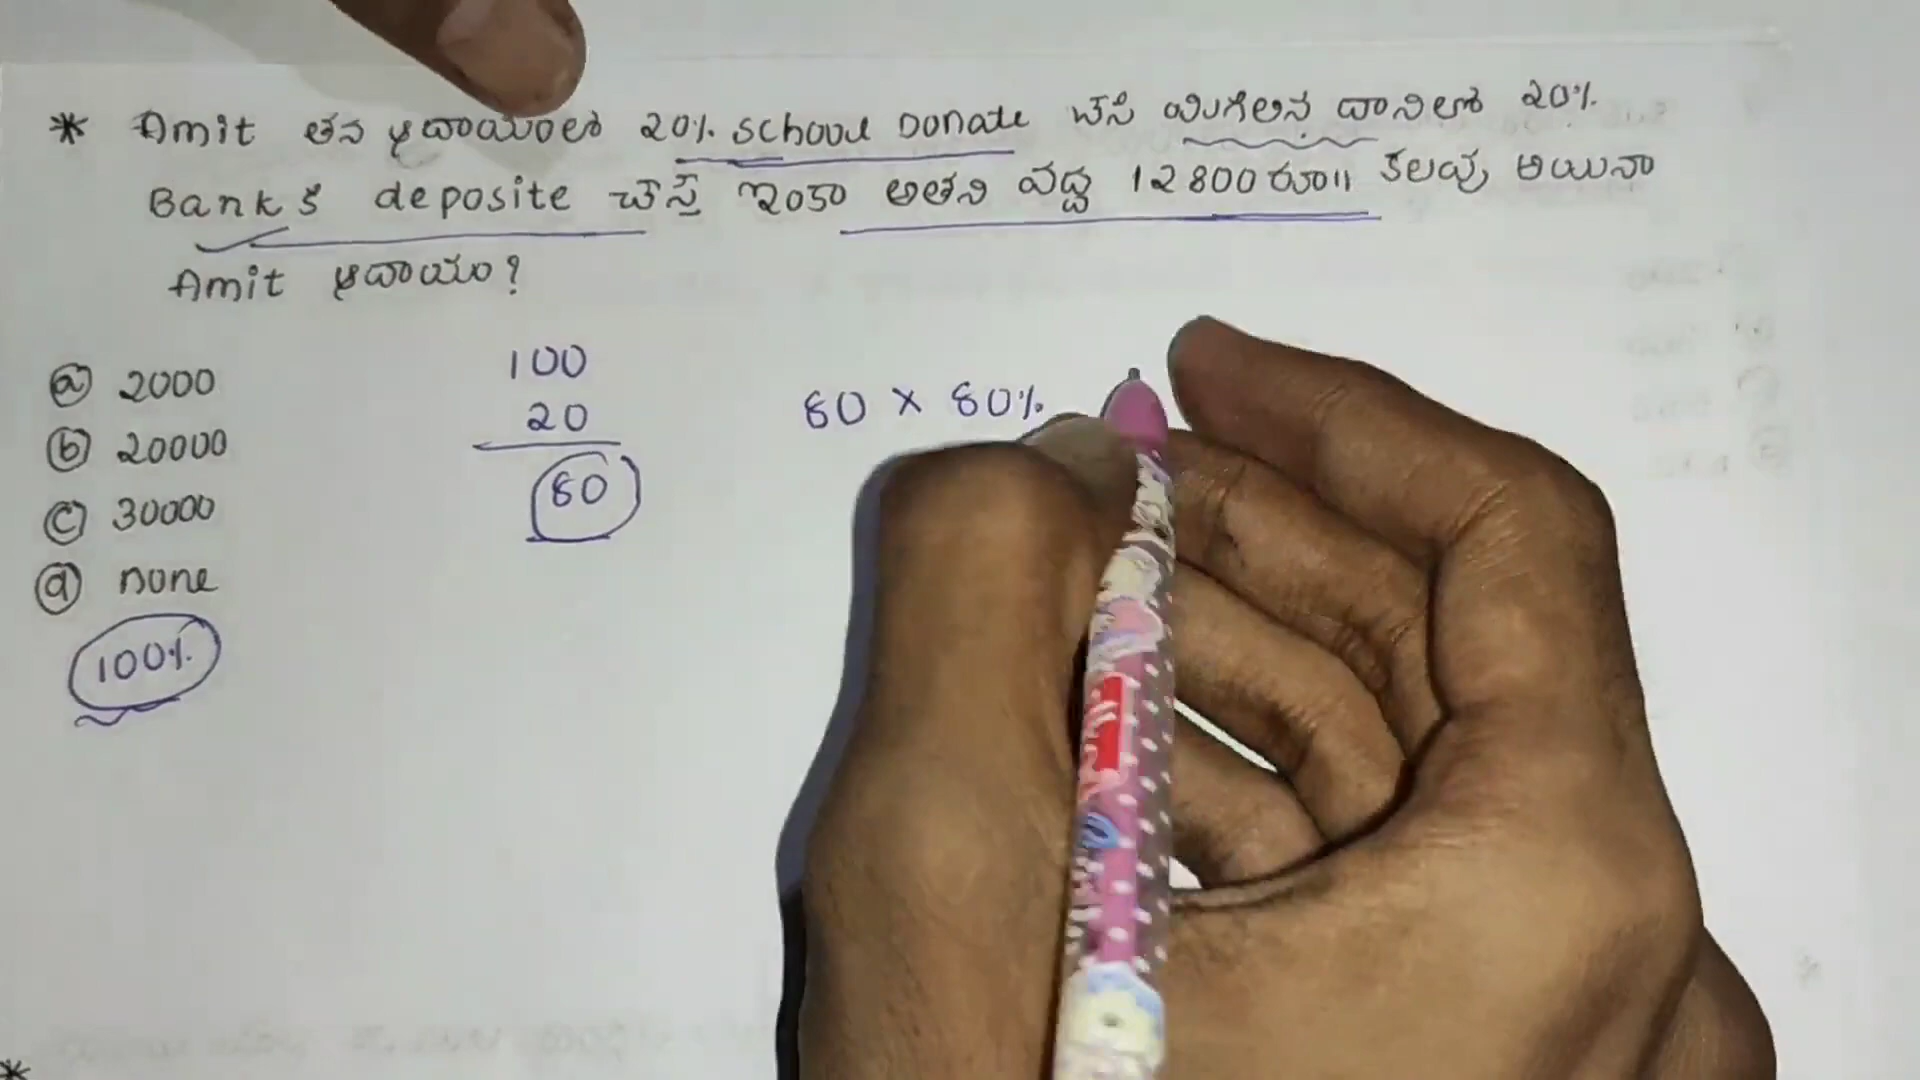 * Amit తన ఆదాయంలో 20% school Donate చేసి మిగిలిన దానిలో 20%
Bank కి deposite చేస్తే ఇంకా అతని వద్ద 12800రూ॥ కలవు అయినా
Amit ఆదాయం?
ⓐ 2000
ⓑ 20000
ⓒ 30000
ⓓ none
100%
100
20
80
80 × 80%
*